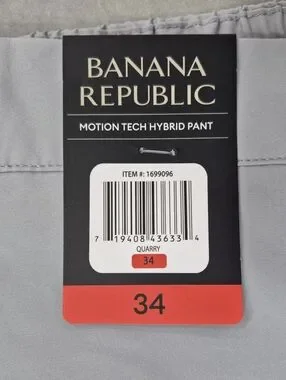 BANANA
REPUBLIC
MOTION TECH HYBRID PANT
ITEM #: 1699096
7 19408 43633 4
QUARRY
34
34